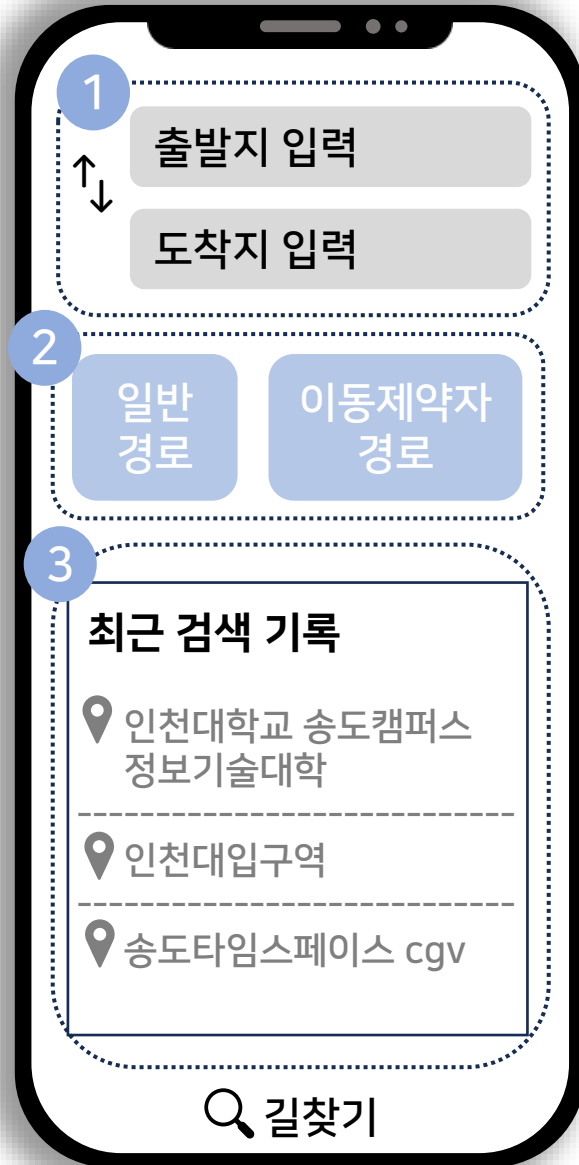 1
출발지 입력
도착지 입력
2
일반
경로
이동제약자
경로
3
최근 검색 기록
인천대학교 송도캠퍼스
정보기술대학
인천대입구역
송도타임스페이스 cgv
길찾기